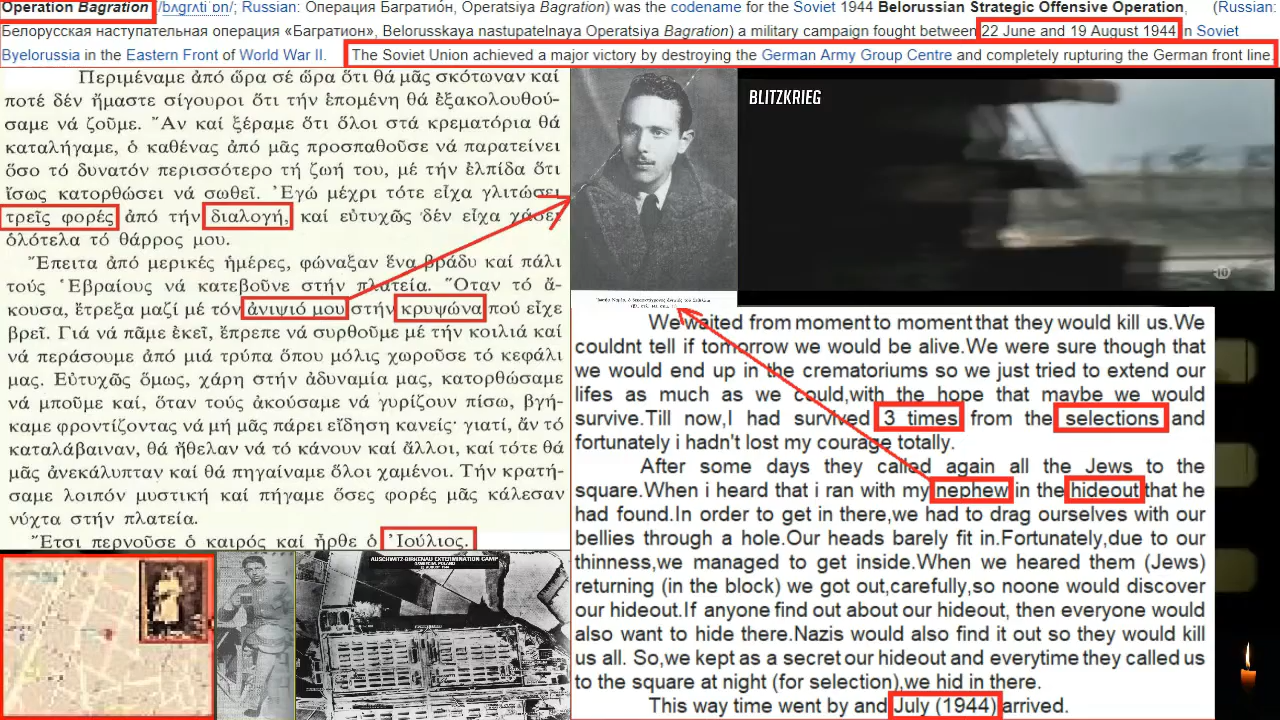 Operation Bagration /bʌɡrʌtiˈɒn/; Russian: Операция Багратио́н, Operatsiya Bagration) was the codename for the Soviet 1944 Belorussian Strategic Offensive Operation, (Russian:
Белорусская наступательная операция «Багратион», Belorusskaya nastupatelnaya Operatsiya Bagration) a military campaign fought between 22 June and 19 August 1944 in Soviet
Byelorussia in the Eastern Front of World War II. The Soviet Union achieved a major victory by destroying the German Army Group Centre and completely rupturing the German front line.
Περιμέναμε ἀπό ὥρα σέ ὥρα ὅτι θά μᾶς σκότωναν καί
ποτέ δέν ἤμαστε σίγουροι ὅτι τήν ἑπομένη θά ἐξακολουθού-
σαμε νά ζοῦμε. Ἄν καί ξέραμε ὅτι ὅλοι στά κρεματόρια θά
καταλήγαμε, ὁ καθένας ἀπό μᾶς προσπαθοῦσε νά παρατείνει
ὅσο τό δυνατόν περισσότερο τή ζωή του, μέ τήν ἐλπίδα ὅτι
ἴσως κατορθώσει νά σωθεῖ. Ἐγώ μέχρι τότε εἶχα γλιτώσει
τρεῖς φορές ἀπό τήν διαλογή, καί εὐτυχῶς δέν εἶχα χάσει
ὁλότελα τό θάρρος μου.
Ἔπειτα ἀπό μερικές ἡμέρες, φώναξαν ἕνα βράδυ καί πάλι
τούς Ἑβραίους νά κατεβοῦνε στήν πλατεία. Ὅταν τό ἄ-
κουσα, ἔτρεξα μαζί μέ τόν ἀνιψιό μου στήν κρυψώνα πού εἶχε
βρεῖ. Γιά νά πᾶμε ἐκεῖ, ἔπρεπε νά συρθοῦμε μέ τήν κοιλιά καί
νά περάσουμε ἀπό μιά τρύπα ὅπου μόλις χωροῦσε τό κεφάλι
μας. Εὐτυχῶς ὅμως, χάρη στήν ἀδυναμία μας, κατορθώσαμε
νά μποῦμε καί, ὅταν τούς ἀκούσαμε νά γυρίζουν πίσω, βγή-
καμε φροντίζοντας νά μή μᾶς πάρει εἴδηση κανείς· γιατί, ἄν τό
καταλάβαιναν, θά ἤθελαν νά τό κάνουν καί ἄλλοι, καί τότε θά
μᾶς ἀνεκάλυπταν καί θά πηγαίναμε ὅλοι χαμένοι. Τήν κρατή-
σαμε λοιπόν μυστική καί πήγαμε ὅσες φορές μᾶς κάλεσαν
νύχτα στήν πλατεία.
Ἔτσι περνοῦσε ὁ καιρός καί ἦρθε ὁ Ἰούλιος.
BLITZKRIEG
10
We waited from moment to moment that they would kill us.We
couldnt tell if tomorrow we would be alive.We were sure though that
we would end up in the crematoriums so we just tried to extend our
lifes as much as we could,with the hope that maybe we would
survive.Till now,I had survived 3 times from the selections and
fortunately i hadn't lost my courage totally.
After some days they called again all the Jews to the
square.When i heard that i ran with my nephew in the hideout that he
had found.In order to get in there,we had to drag ourselves with our
bellies through a hole.Our heads barely fit in.Fortunately,due to our
thinness,we managed to get inside.When we heared them (Jews)
returning (in the block) we got out,carefully,so noone would discover
our hideout.If anyone find out about our hideout, then everyone would
also want to hide there.Nazis would also find it out so they would kill
us all. So,we kept as a secret our hideout and everytime they called us
to the square at night (for selection),we hid in there.
This way time went by and July (1944) arrived.
AUSCHWITZ-BIRKENAU EXTERMINATION CAMP